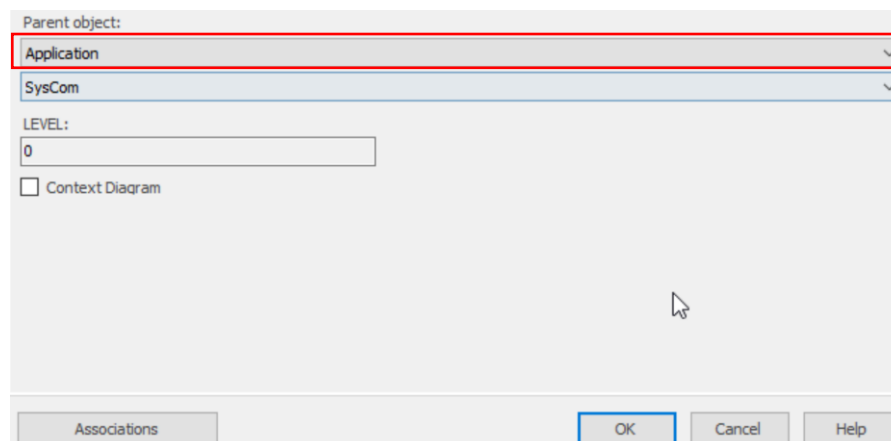 Parent object:
Application
SysCom
LEVEL:
0
Context Diagram
Associations OK Cancel Help